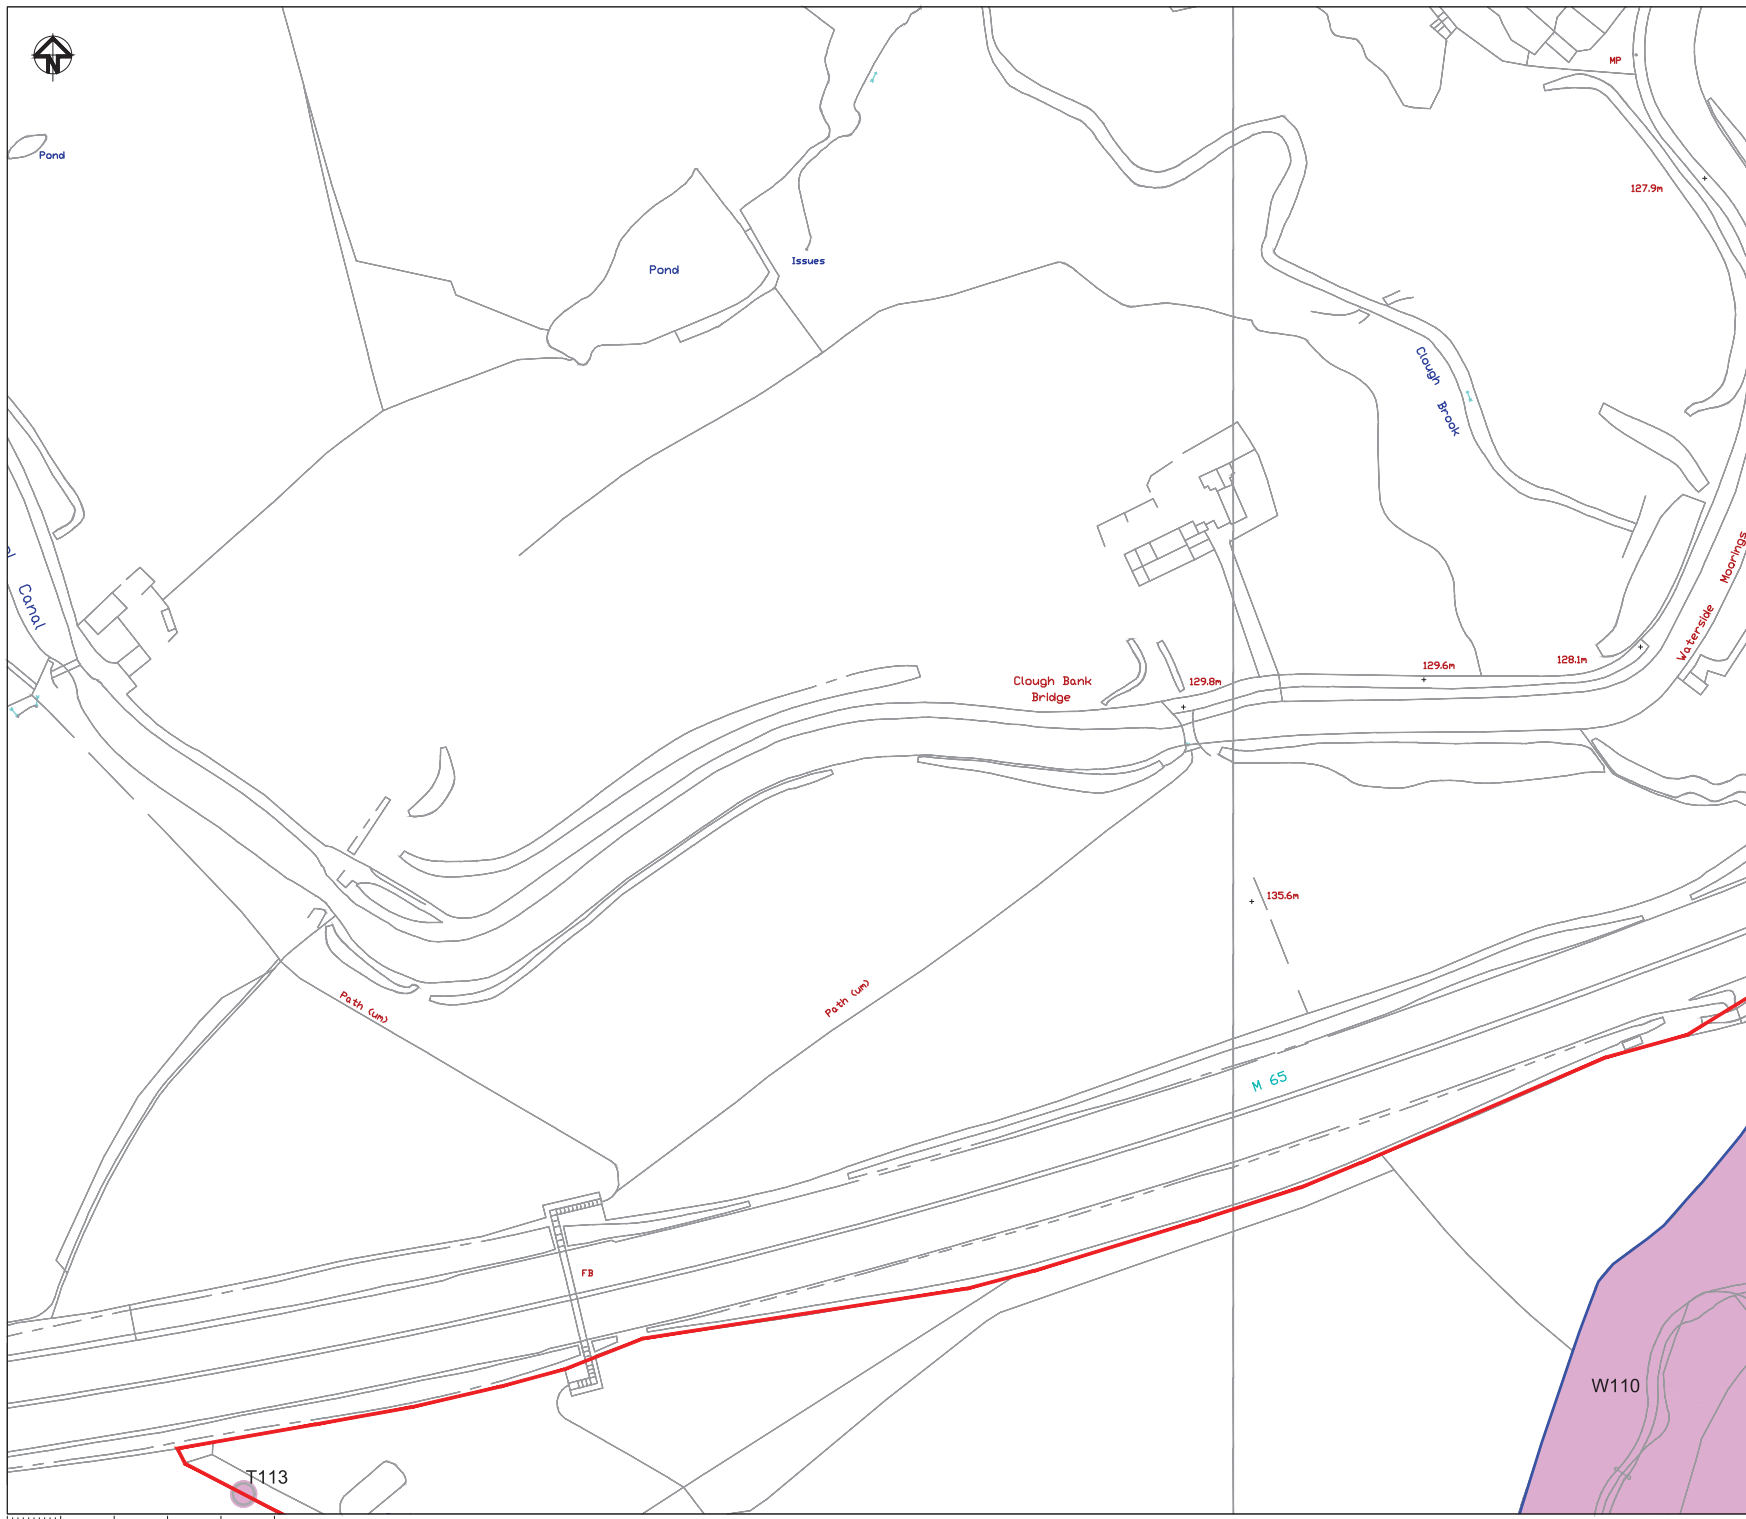 N
MP
Pond
127.9m
Issues
Pond
Clough Brook
Canal
Waterside Moorings
129.6m
128.1m
Clough Bank
Bridge
129.8m
135.6m
Path (um)
Path (um)
M 65
FB
W110
T113